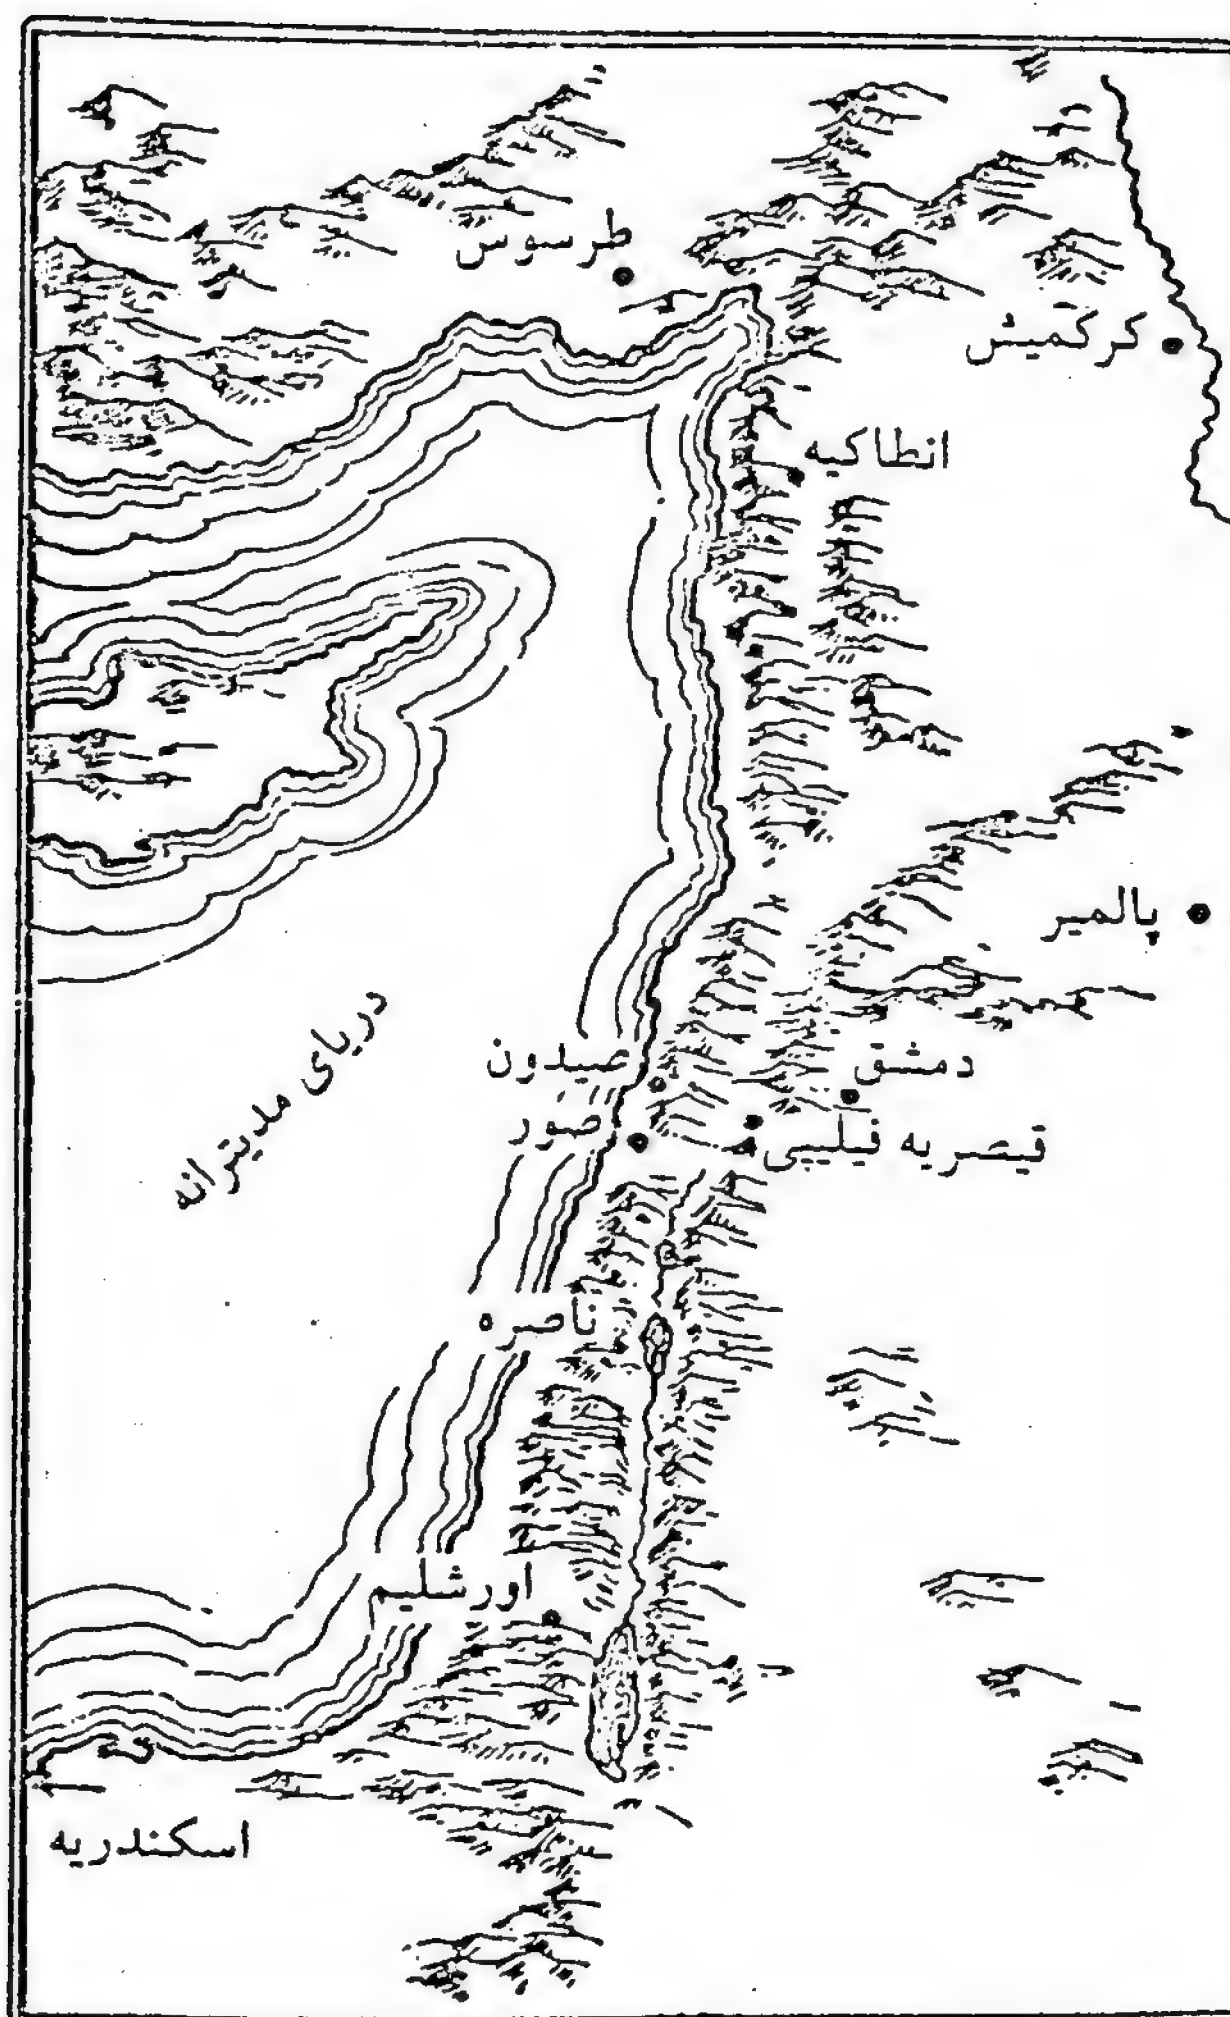 طرسوس
کرکمیش
انطاکیه
پالمیر
دریای مدیترانه
صیدون
دمشق
صور
قیصریه فیلیپی
ناصره
اورشلیم
اسکندریه